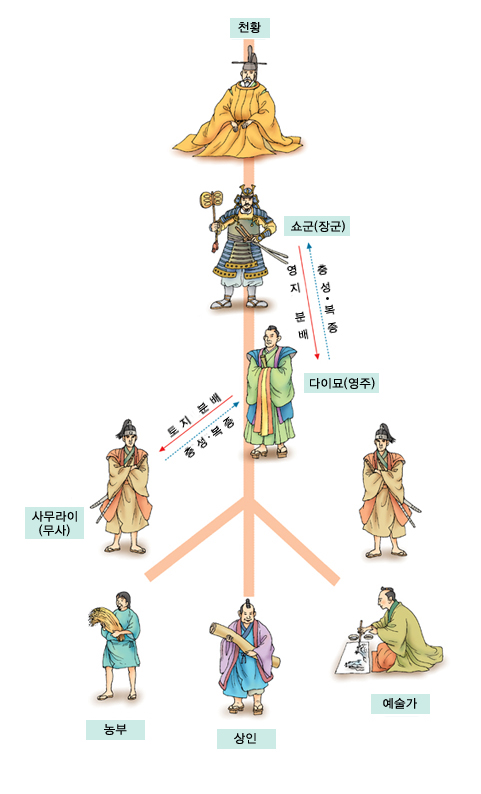 천황
쇼군(장군)
영지 분배
충성·복종
다이묘(영주)
토지 분배
충성·복종
사무라이
(무사)
농부
상인
예술가